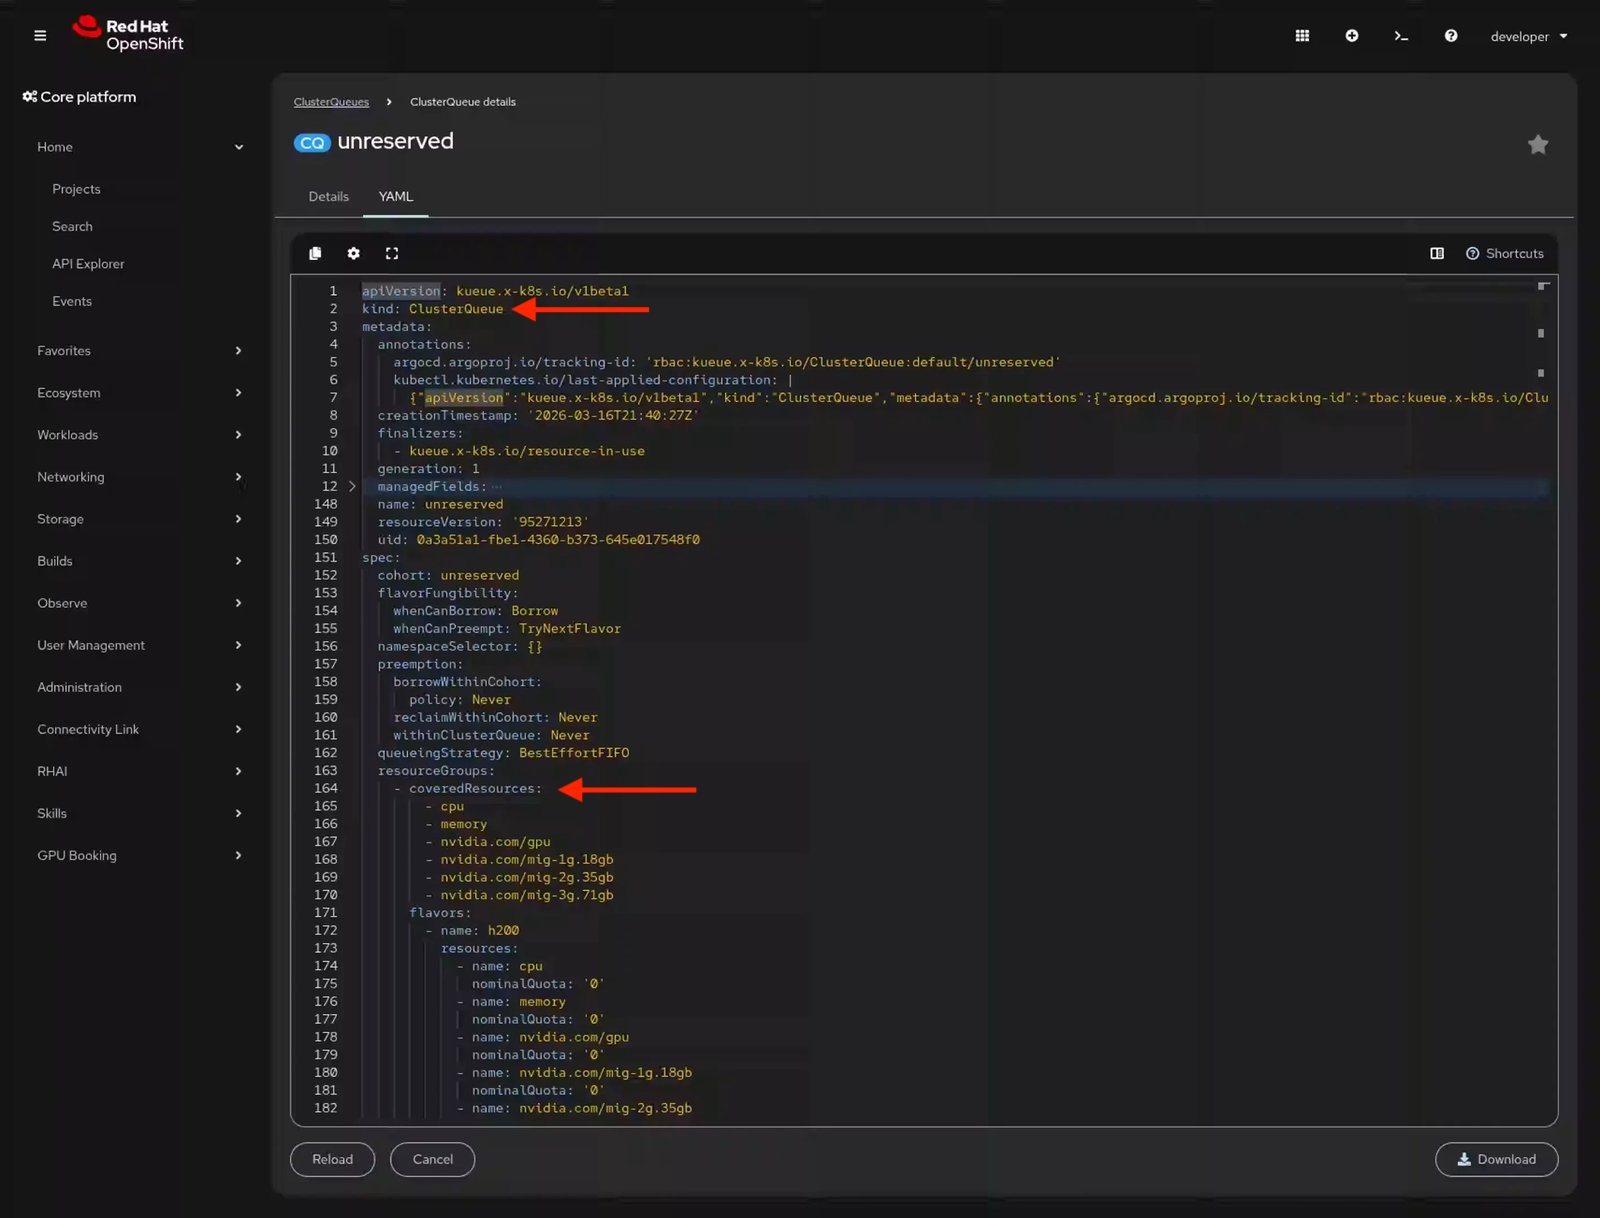 Red Hat
OpenShift
developer
Core platform
Home
Projects
Search
API Explorer
Events
Favorites
Ecosystem
Workloads
Networking
Storage
Builds
Observe
User Management
Administration
Connectivity Link
RHAI
Skills
GPU Booking
ClusterQueues > ClusterQueue details
CQ unreserved
Details YAML
Shortcuts
1 apiVersion: kueue.x-k8s.io/v1beta1
2 kind: ClusterQueue
3 metadata:
4 annotations:
5 argocd.argoproj.io/tracking-id: 'rbac:kueue.x-k8s.io/ClusterQueue:default/unreserved'
6 kubectl.kubernetes.io/last-applied-configuration: |
7 {"apiVersion":"kueue.x-k8s.io/v1beta1","kind":"ClusterQueue","metadata":{"annotations":{"argocd.argoproj.io/tracking-id":"rbac:kueue.x-k8s.io/Clu
8 creationTimestamp: '2026-03-16T21:40:27Z'
9 finalizers:
10 - kueue.x-k8s.io/resource-in-use
11 generation: 1
12 managedFields: ...
148 name: unreserved
149 resourceVersion: '95271213'
150 uid: 0a3a51a1-fbe1-4360-b373-645e017548f0
151 spec:
152 cohort: unreserved
153 flavorFungibility:
154 whenCanBorrow: Borrow
155 whenCanPreempt: TryNextFlavor
156 namespaceSelector: {}
157 preemption:
158 borrowWithinCohort:
159 policy: Never
160 reclaimWithinCohort: Never
161 withinClusterQueue: Never
162 queueingStrategy: BestEffortFIFO
163 resourceGroups:
164 - coveredResources:
165 - cpu
166 - memory
167 - nvidia.com/gpu
168 - nvidia.com/mig-1g.18gb
169 - nvidia.com/mig-2g.35gb
170 - nvidia.com/mig-3g.71gb
171 flavors:
172 - name: h200
173 resources:
174 - name: cpu
175 nominalQuota: '0'
176 - name: memory
177 nominalQuota: '0'
178 - name: nvidia.com/gpu
179 nominalQuota: '0'
180 - name: nvidia.com/mig-1g.18gb
181 nominalQuota: '0'
182 - name: nvidia.com/mig-2g.35gb
Reload Cancel Download